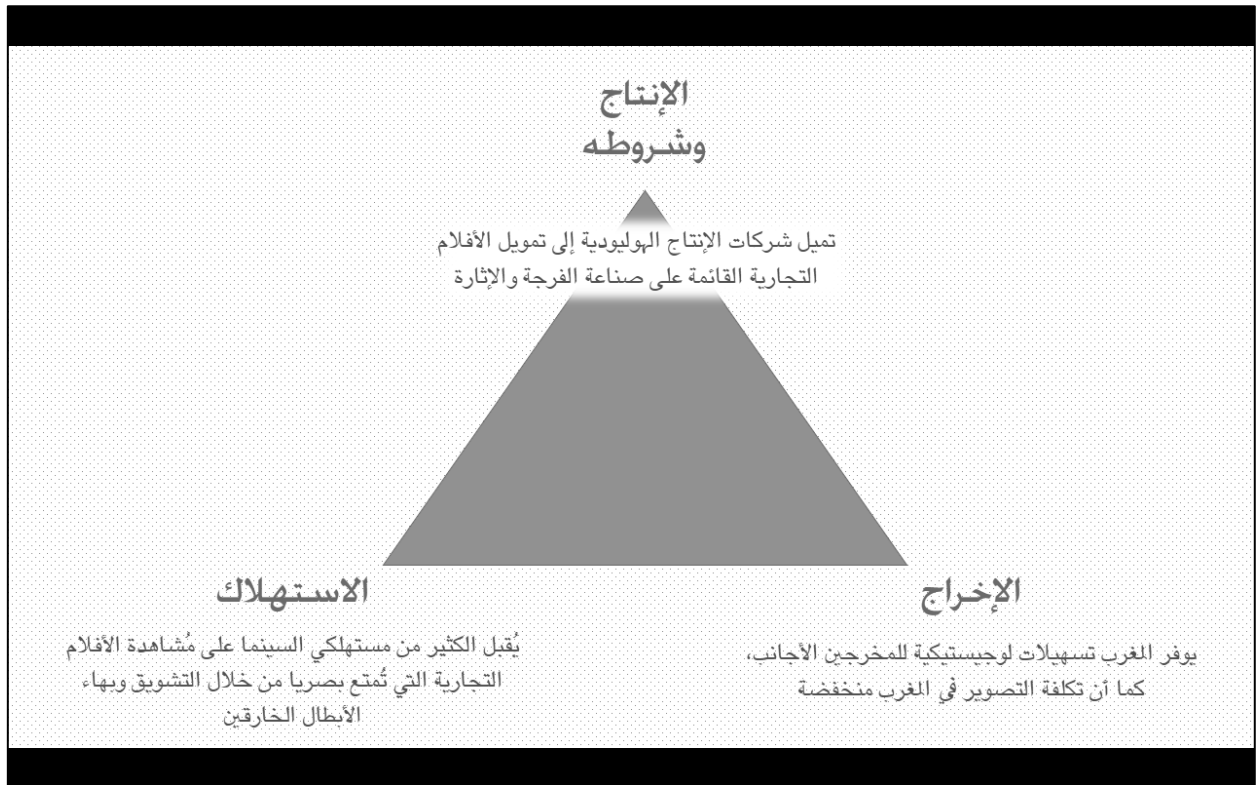 الإنتاج
وشروطه
تميل شركات الإنتاج الهوليودية إلى تمويل الأفلام
التجارية القائمة على صناعة الفرجة والإثارة
الإخراج
يوفر المغرب تسهيلات لوجيستيكية للمخرجين الأجانب،
كما أن تكلفة التصوير في المغرب منخفضة
الاستهلاك
يُقبل الكثير من مستهلكي السينما على مُشاهدة الأفلام
التجارية التي تُمتع بصريا من خلال التشويق وبهاء
الأبطال الخارقين